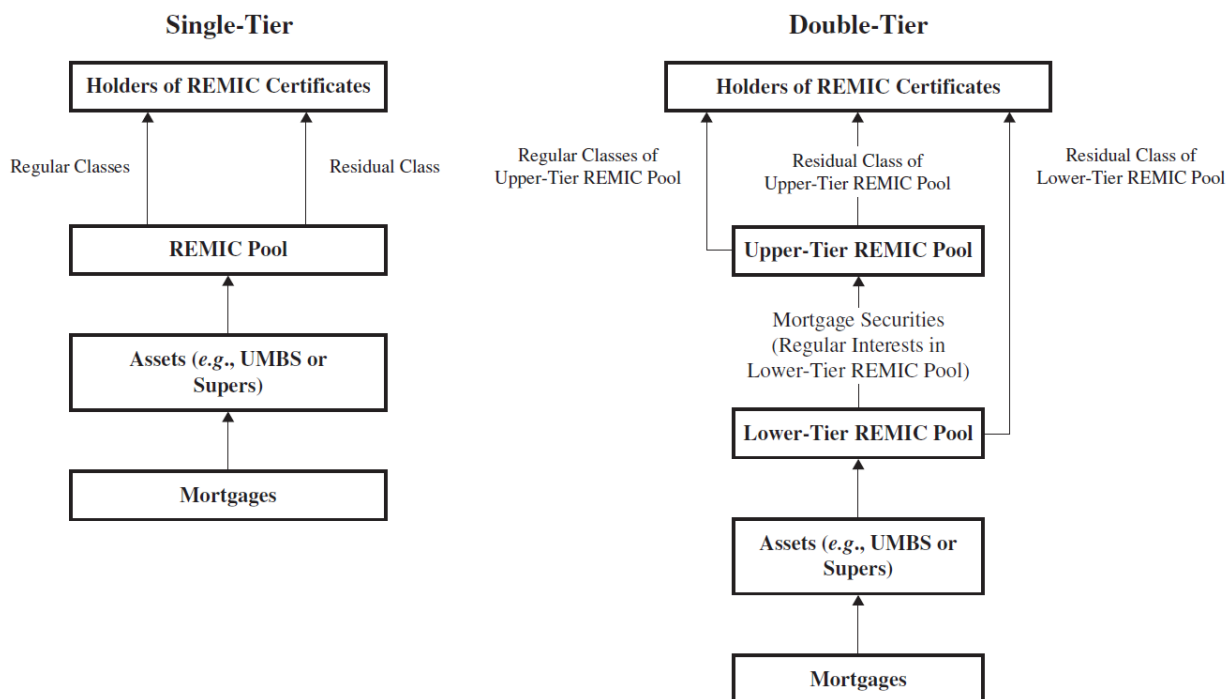 Single-Tier
Holders of REMIC Certificates
Regular Classes
Residual Class
REMIC Pool
Assets (e.g., UMBS or
Supers)
Mortgages
Double-Tier
Holders of REMIC Certificates
Regular Classes of
Upper-Tier REMIC Pool
Residual Class of
Upper-Tier REMIC Pool
Residual Class of
Lower-Tier REMIC Pool
Upper-Tier REMIC Pool
Mortgage Securities
(Regular Interests in
Lower-Tier REMIC Pool)
Lower-Tier REMIC Pool
Assets (e.g., UMBS or
Supers)
Mortgages